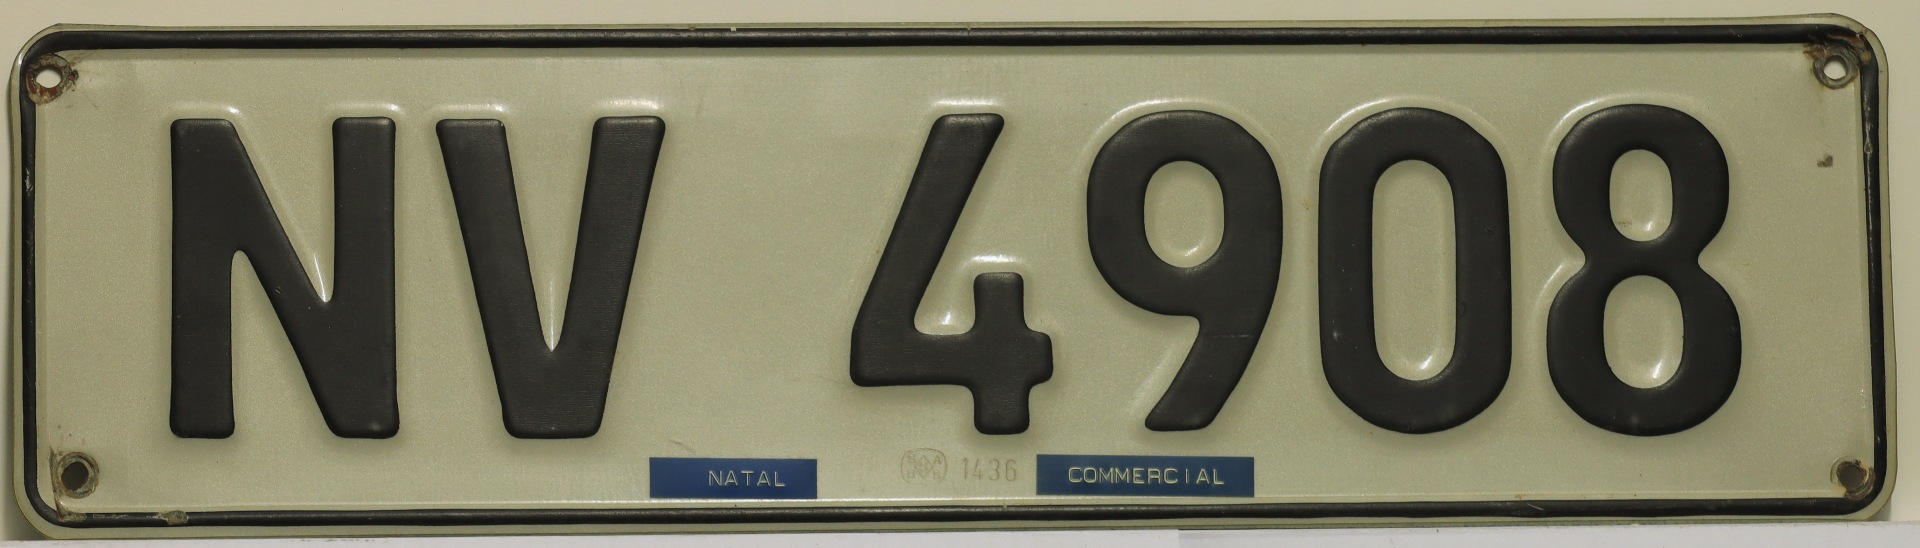 NV 4908
NATAL 1436 COMMERCIAL